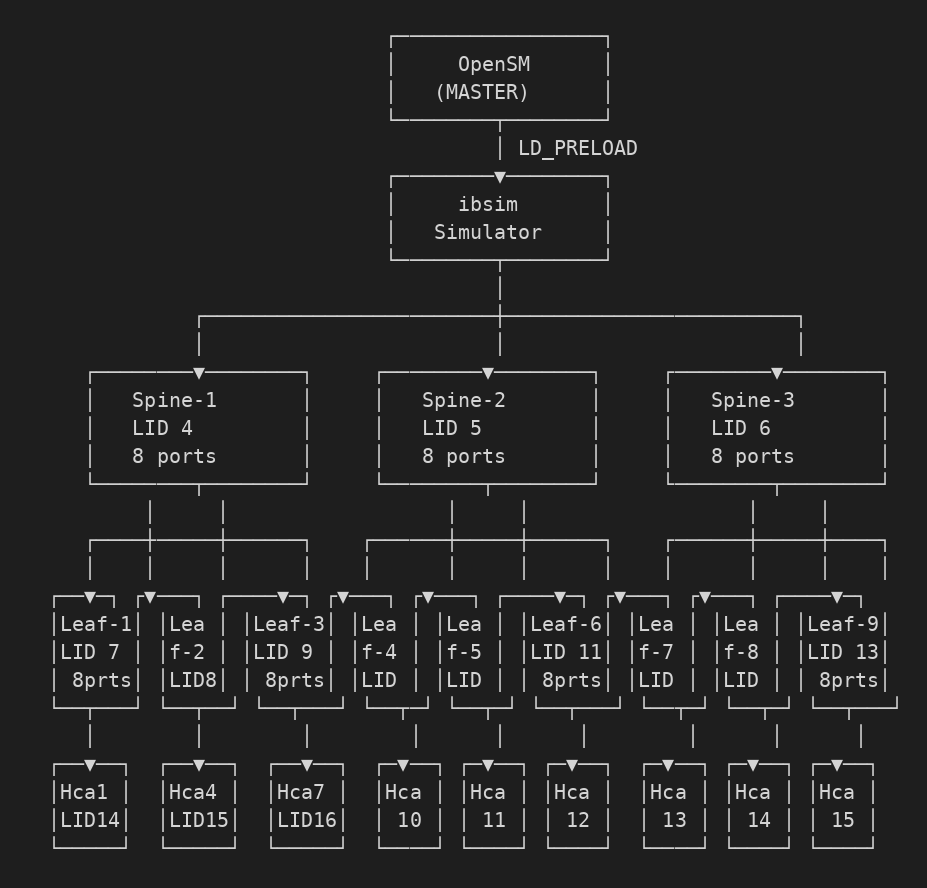 OpenSM
(MASTER)
LD_PRELOAD
ibsim
Simulator
Spine-1 Spine-2 Spine-3
LID 4 LID 5 LID 6
8 ports 8 ports 8 ports
Leaf-1 Lea Leaf-3 Lea Lea Leaf-6 Lea Lea Leaf-9
LID 7 f-2 LID 9 f-4 f-5 LID 11 f-7 f-8 LID 13
8prts LID8 8prts LID LID 8prts LID LID 8prts
Hca1 Hca4 Hca7 Hca Hca Hca Hca Hca Hca
LID14 LID15 LID16 10 11 12 13 14 15